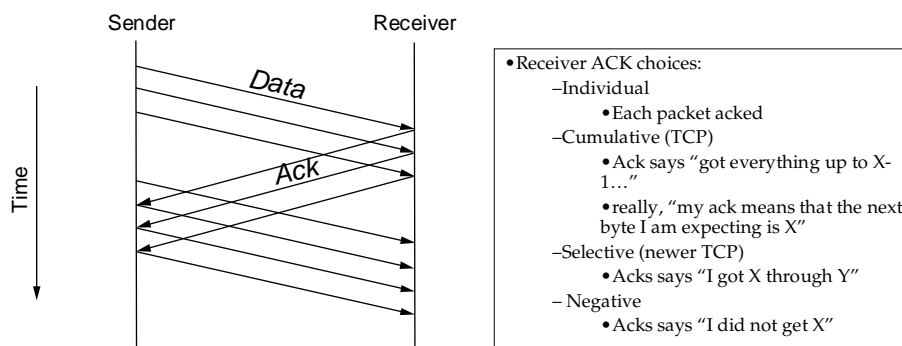 Sender
Receiver
Data
Ack
Time
•Receiver ACK choices:
–Individual
•Each packet acked
–Cumulative (TCP)
•Ack says “got everything up to X-
1…”
•really, “my ack means that the next
byte I am expecting is X”
–Selective (newer TCP)
•Acks says “I got X through Y”
– Negative
•Acks says “I did not get X”